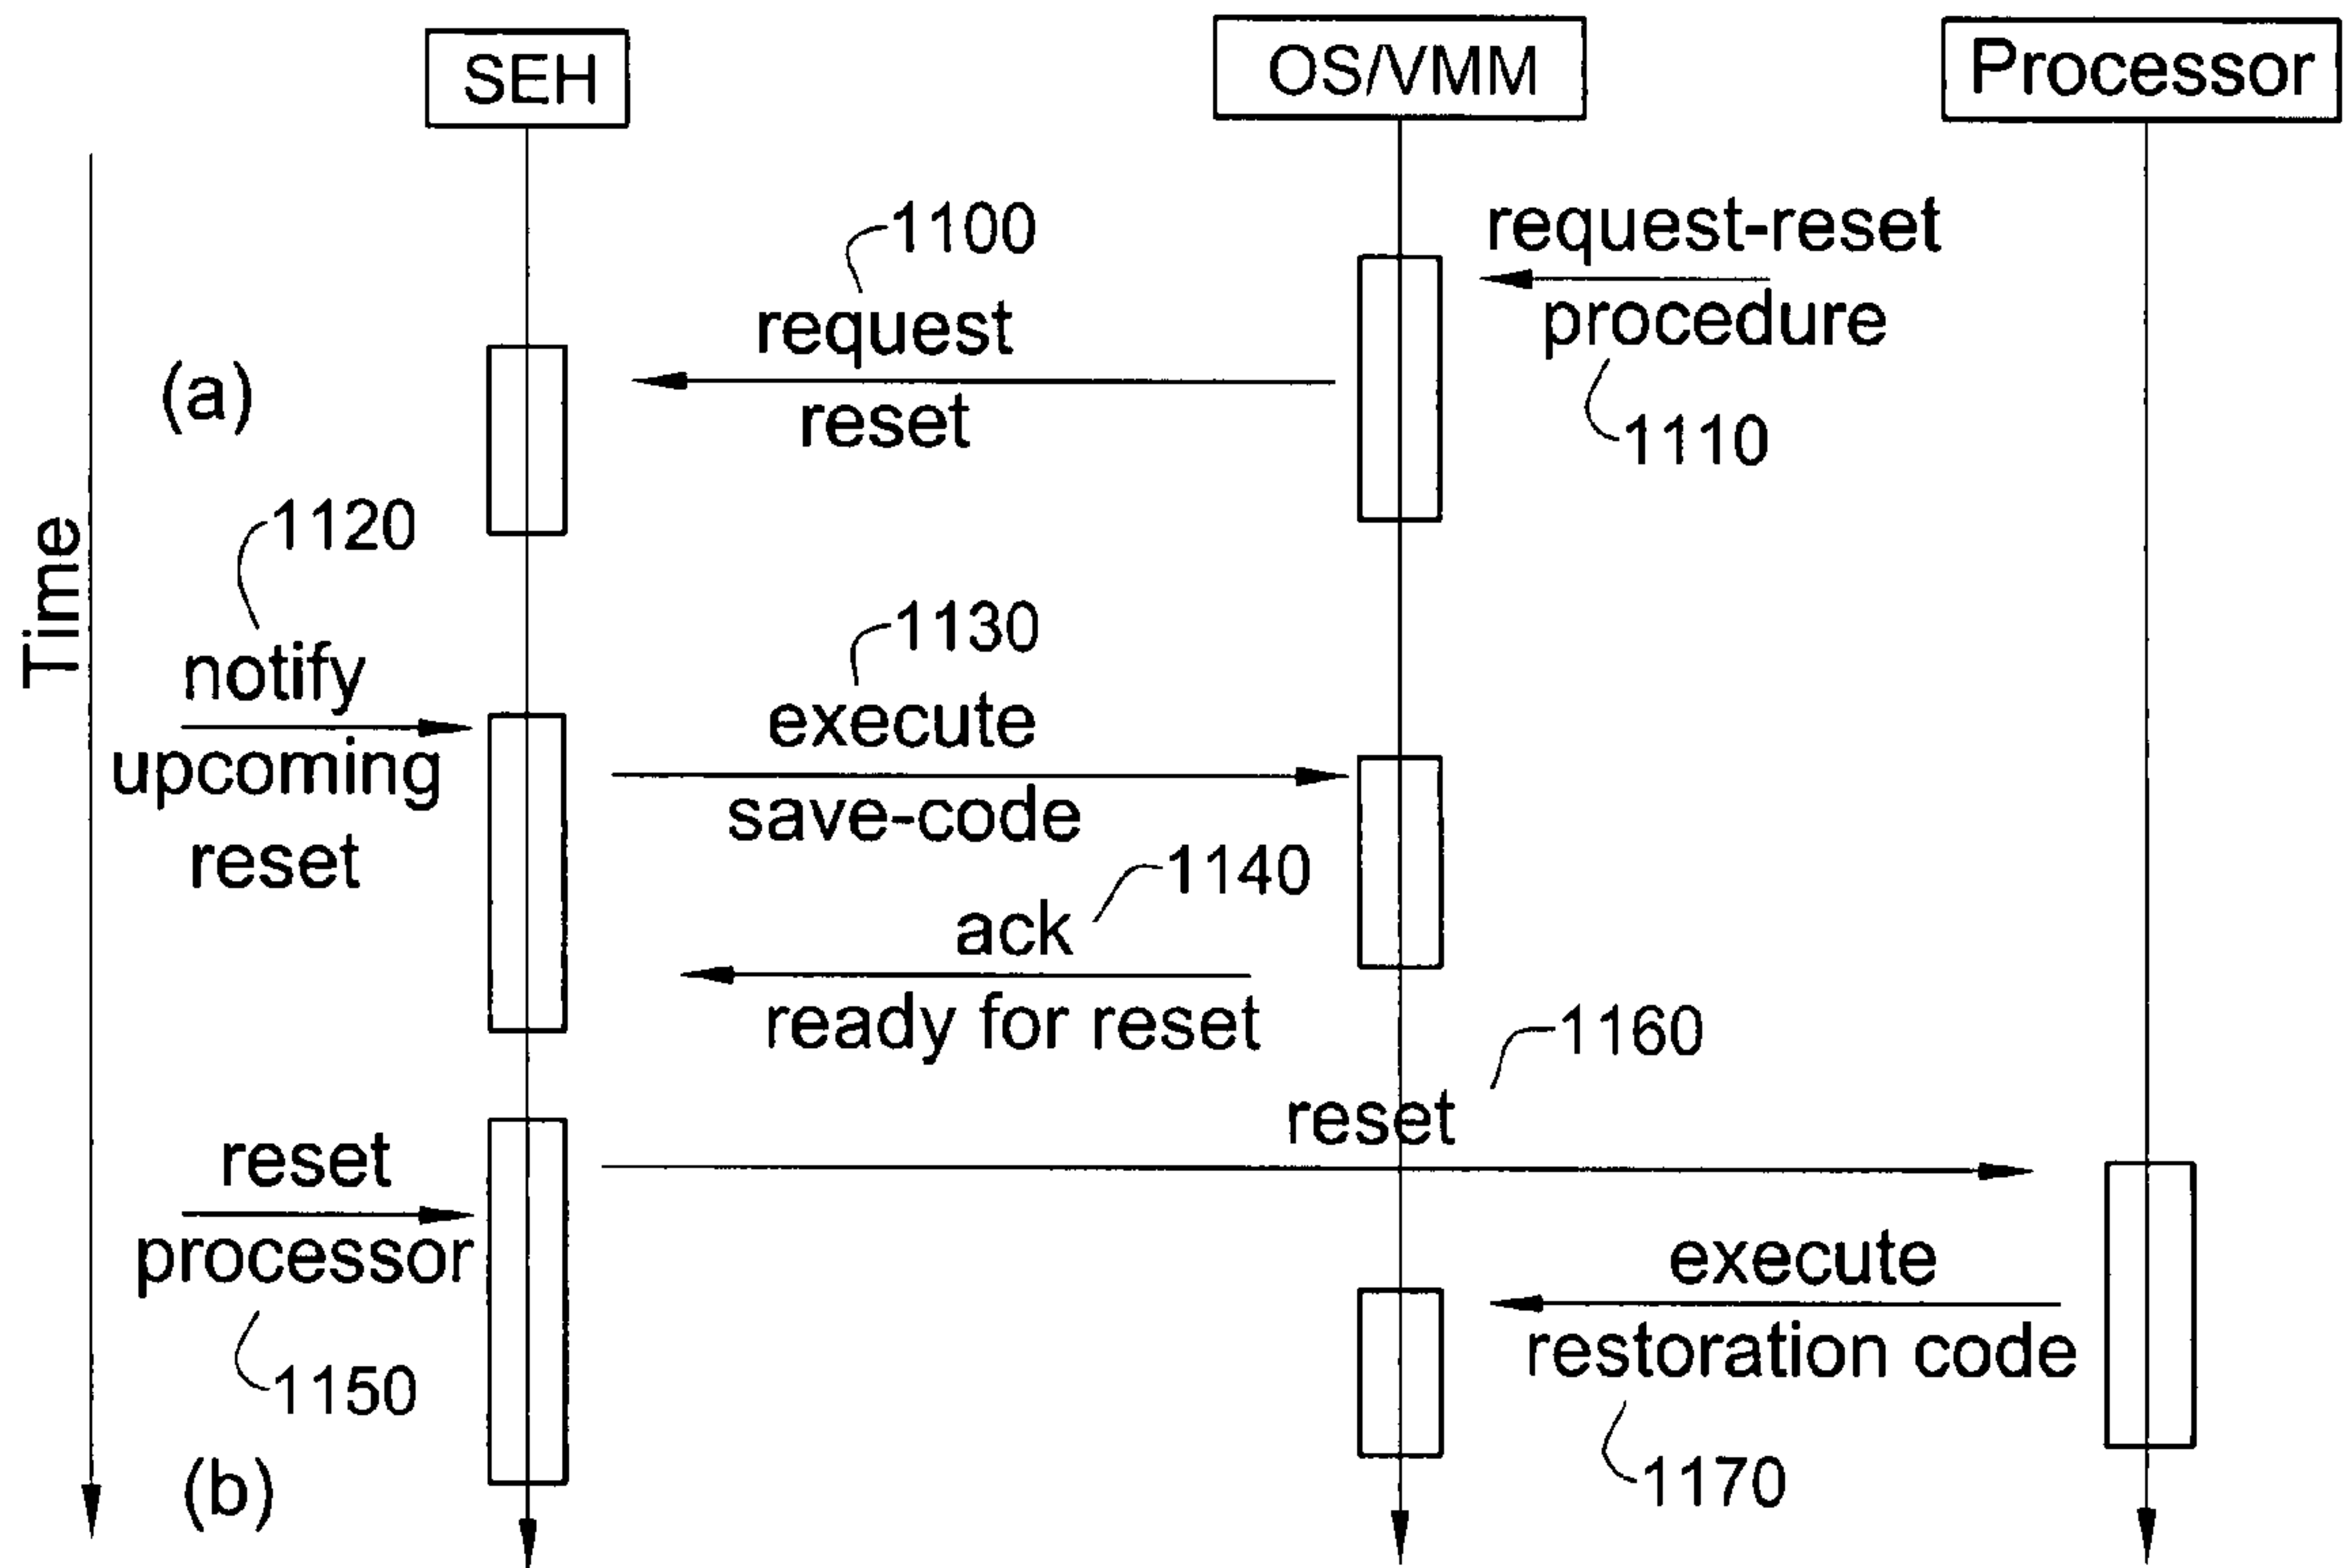 SEH
OS/VMM
Processor
1100
request-reset
procedure
1110
request
reset
(a)
Time
1120
notify
upcoming
reset
1130
execute
save-code
1140
ack
ready for reset
1160
reset
reset
processor
1150
execute
restoration code
1170
(b)